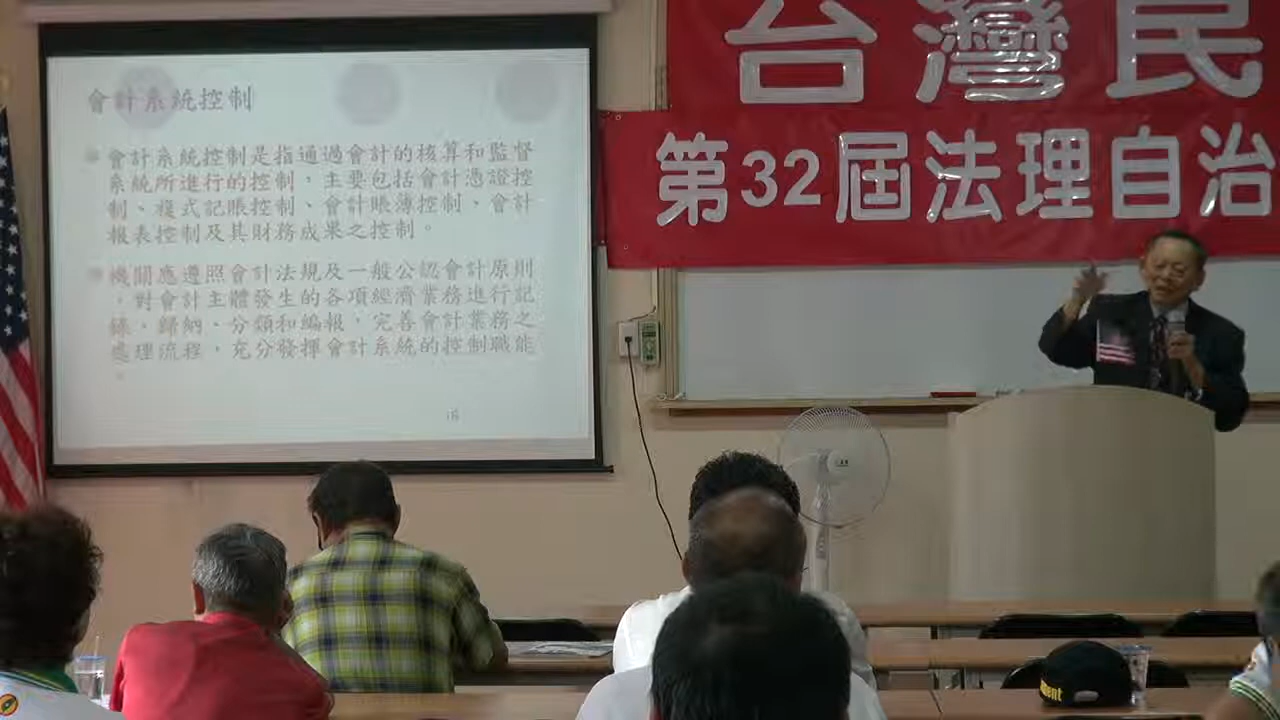 會計系統控制
會計系統控制是指通過會計的核算和監督
系統所進行的控制，主要包括會計憑證控
制、複式記賬控制、會計賬簿控制、會計
報表控制及其財務成果之控制。
機關應遵照會計法規及一般公認會計原則
，對會計主體發生的各項經濟業務進行記
錄、歸納、分類和編報，完善會計業務之
處理流程，充分發揮會計系統的控制職能
。
台灣民
第32屆法理自治